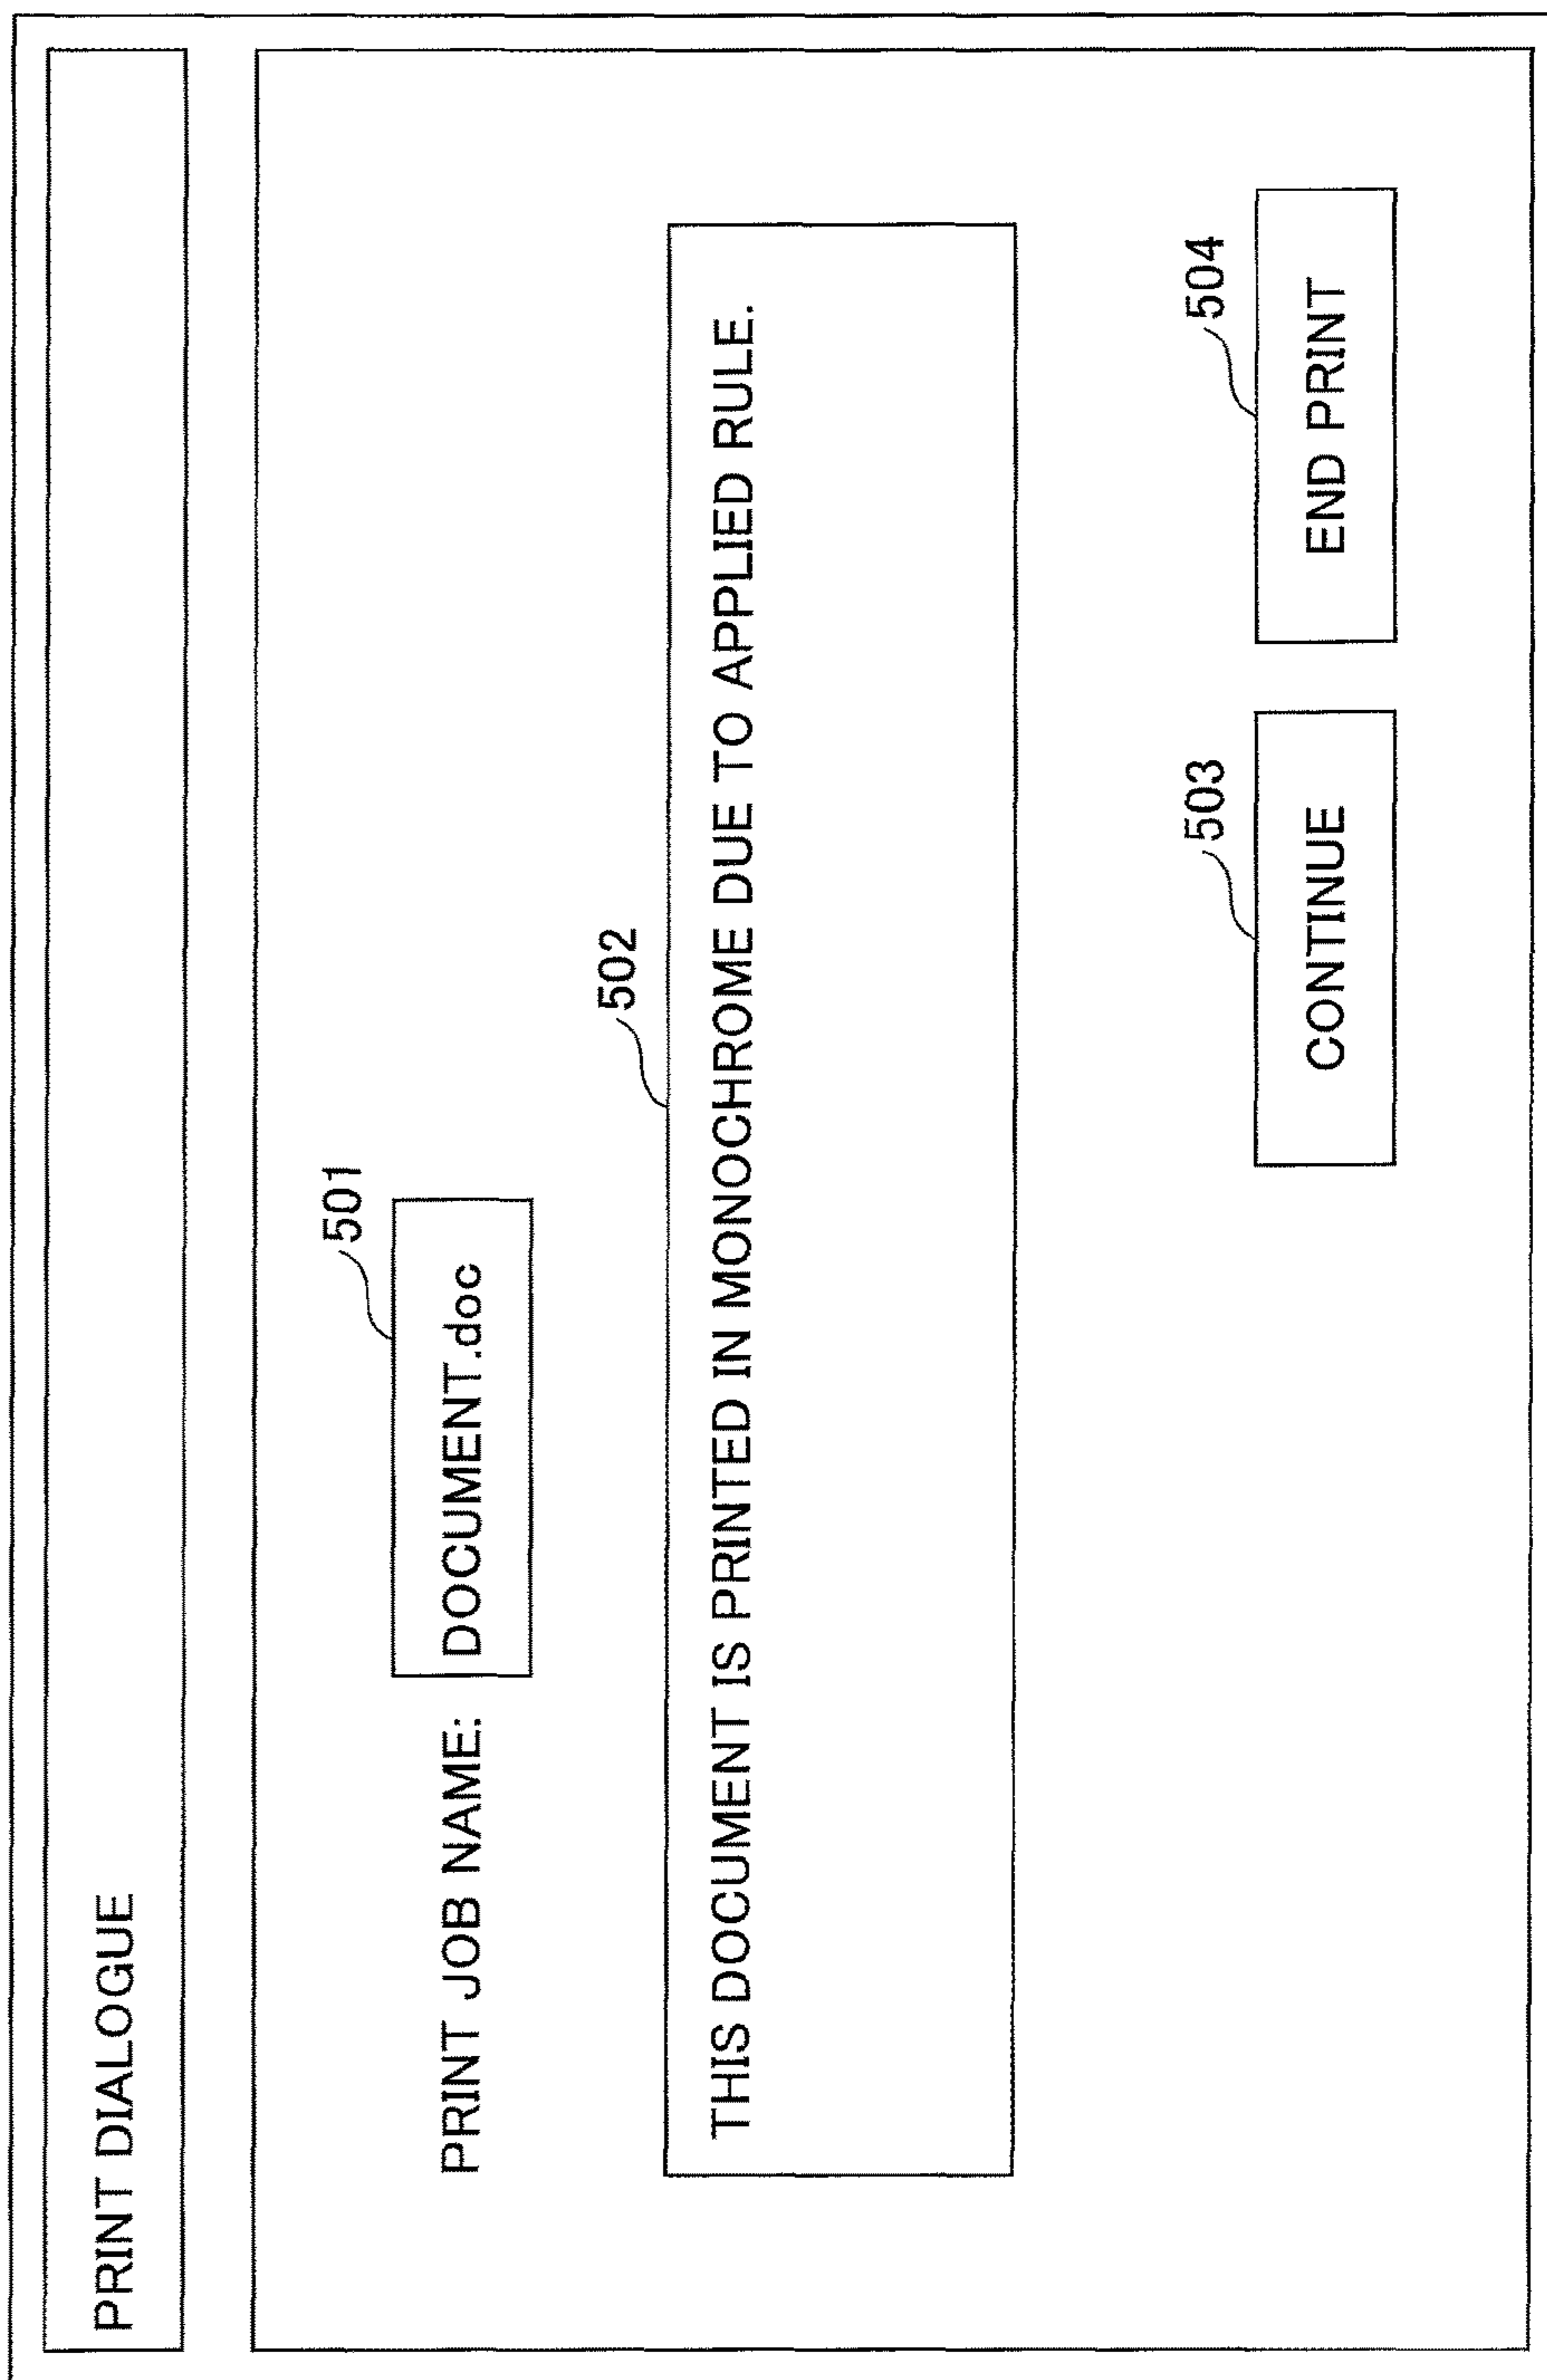 PRINT DIALOGUE
501
PRINT JOB NAME: DOCUMENT.doc
502
THIS DOCUMENT IS PRINTED IN MONOCHROME DUE TO APPLIED RULE.
503 504
CONTINUE END PRINT